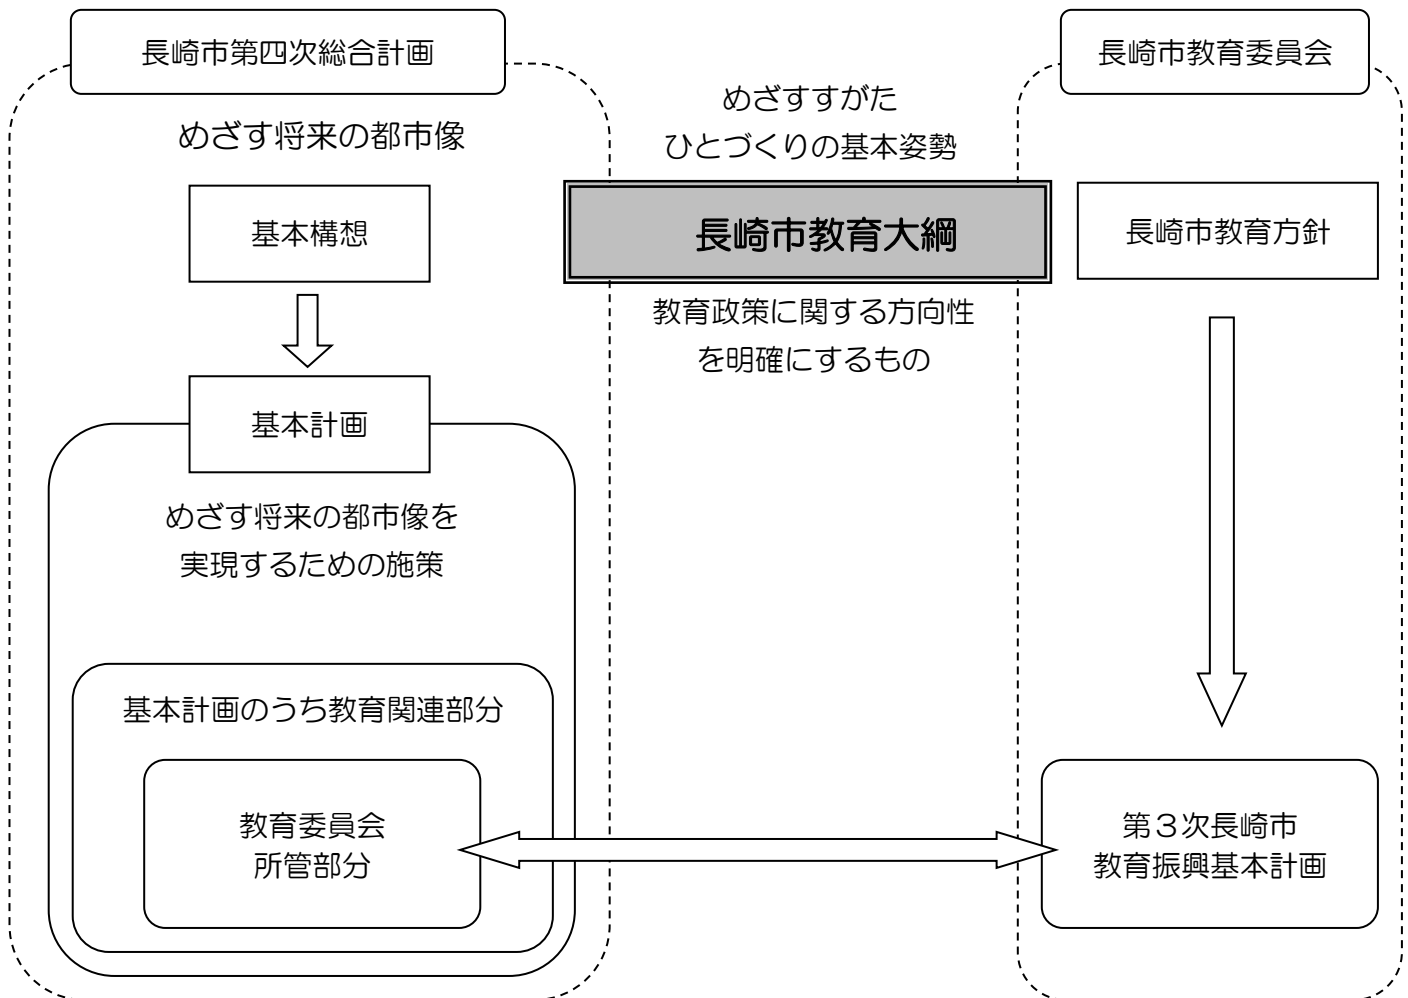 長崎市第四次総合計画
めざす将来の都市像
基本構想
基本計画
めざす将来の都市像を
実現するための施策
基本計画のうち教育関連部分
教育委員会
所管部分
めざすすがた
ひとづくりの基本姿勢
長崎市教育大綱
教育政策に関する方向性
を明確にするもの
長崎市教育委員会
長崎市教育方針
第３次長崎市
教育振興基本計画